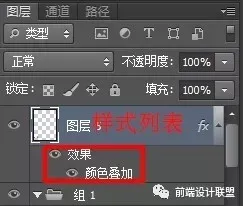 图层 通道 路径
类型
正常 不透明度: 100%
锁定: 填充: 100%
图层 样式列表 fx
效果
颜色叠加
组 1
前端设计联盟